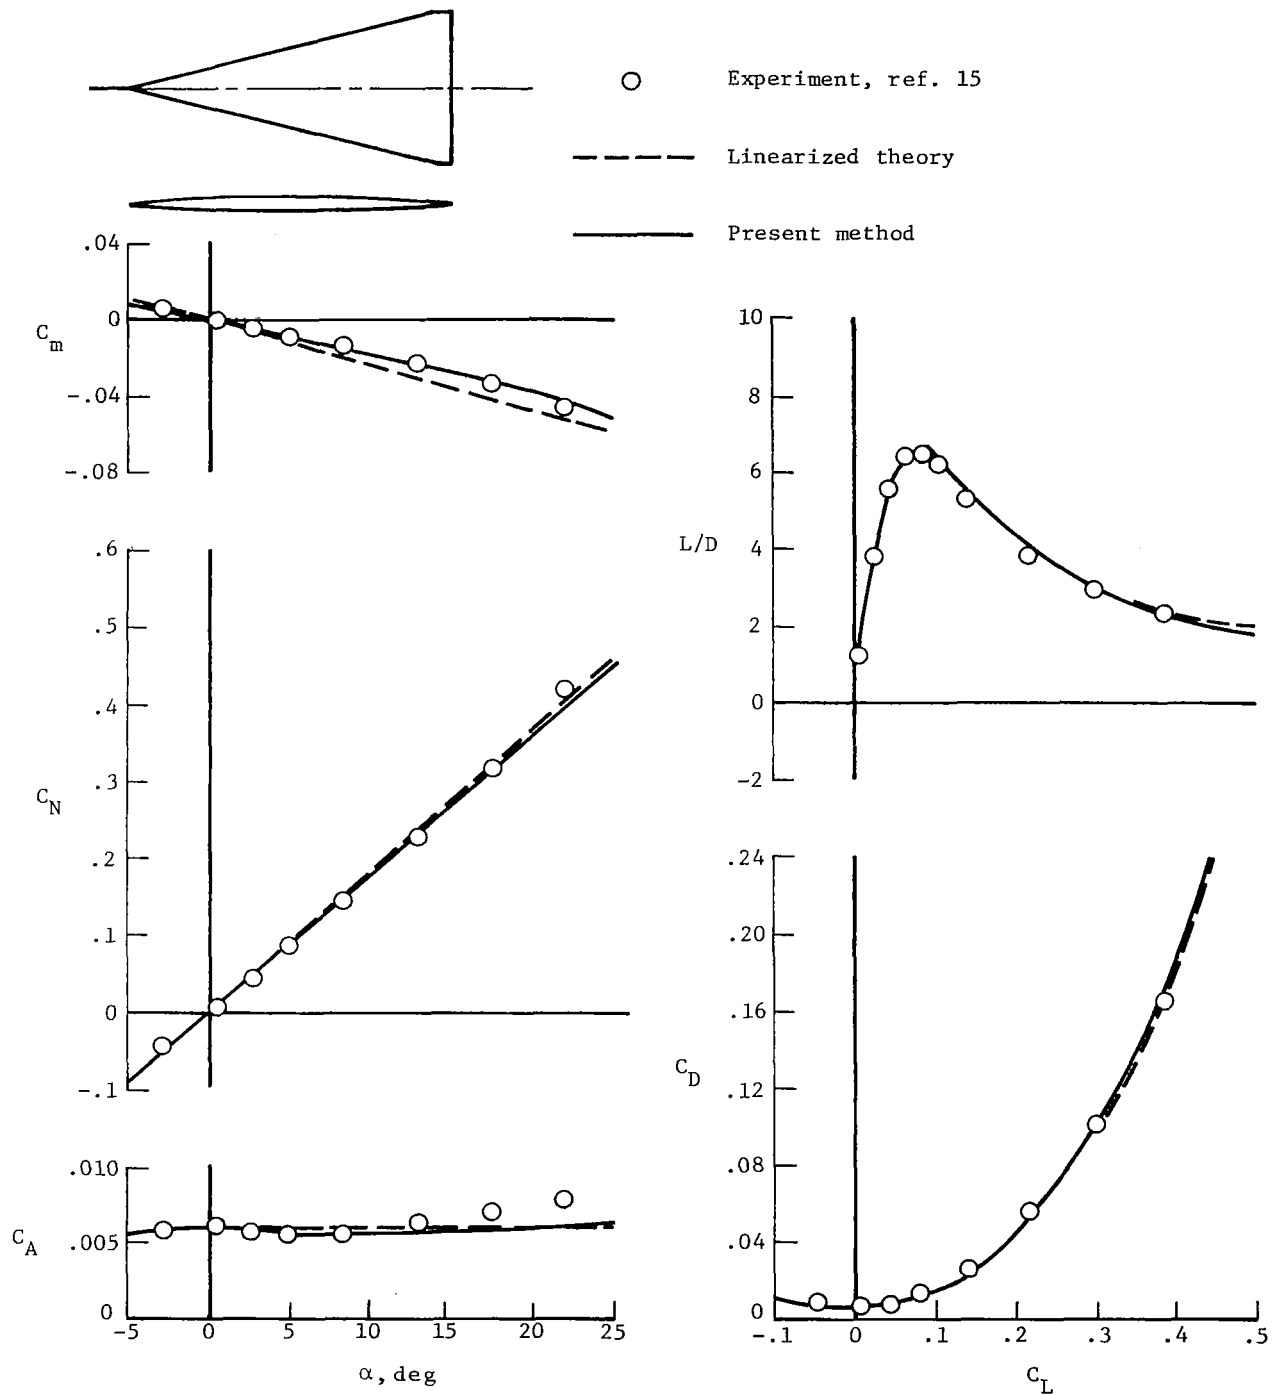 Experiment, ref. 15
Linearized theory
Present method
.04
0
-.04
-.08
C_m
.6
.5
.4
.3
.2
.1
0
-.1
C_N
.010
.005
0
C_A
-5 0 5 10 15 20 25
α, deg
10
8
6
4
2
0
-2
L/D
.24
.20
.16
.12
.08
.04
0
C_D
-.1 0 .1 .2 .3 .4 .5
C_L